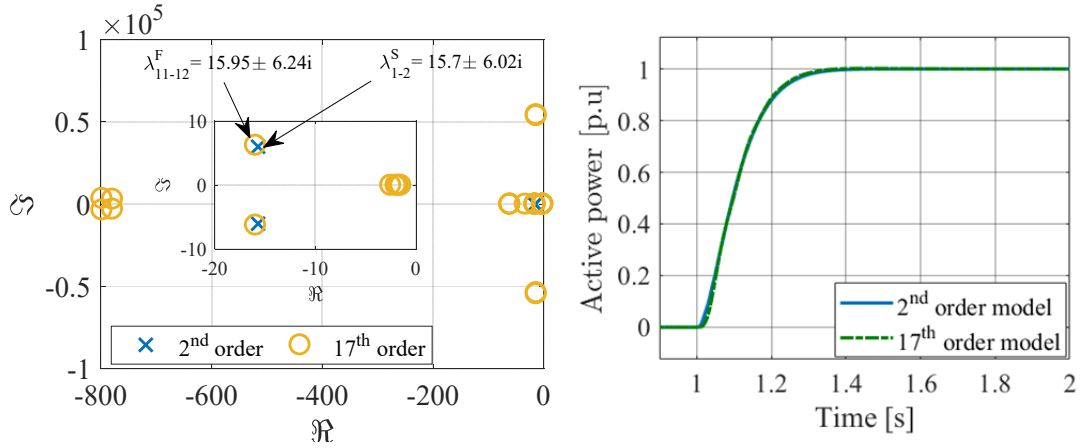 1 ×10⁵
λ^F_11-12 = 15.95 ± 6.24i
λ^S_1-2 = 15.7 ± 6.02i
0.5
0
-0.5
-1
ℑ
10
0
-10
ℑ
-20 -10 0
ℜ
× 2nd order ○ 17th order
-800 -600 -400 -200 0
ℜ
1
0.8
0.6
0.4
0.2
0
Active power [p.u]
2nd order model
17th order model
1 1.2 1.4 1.6 1.8 2
Time [s]